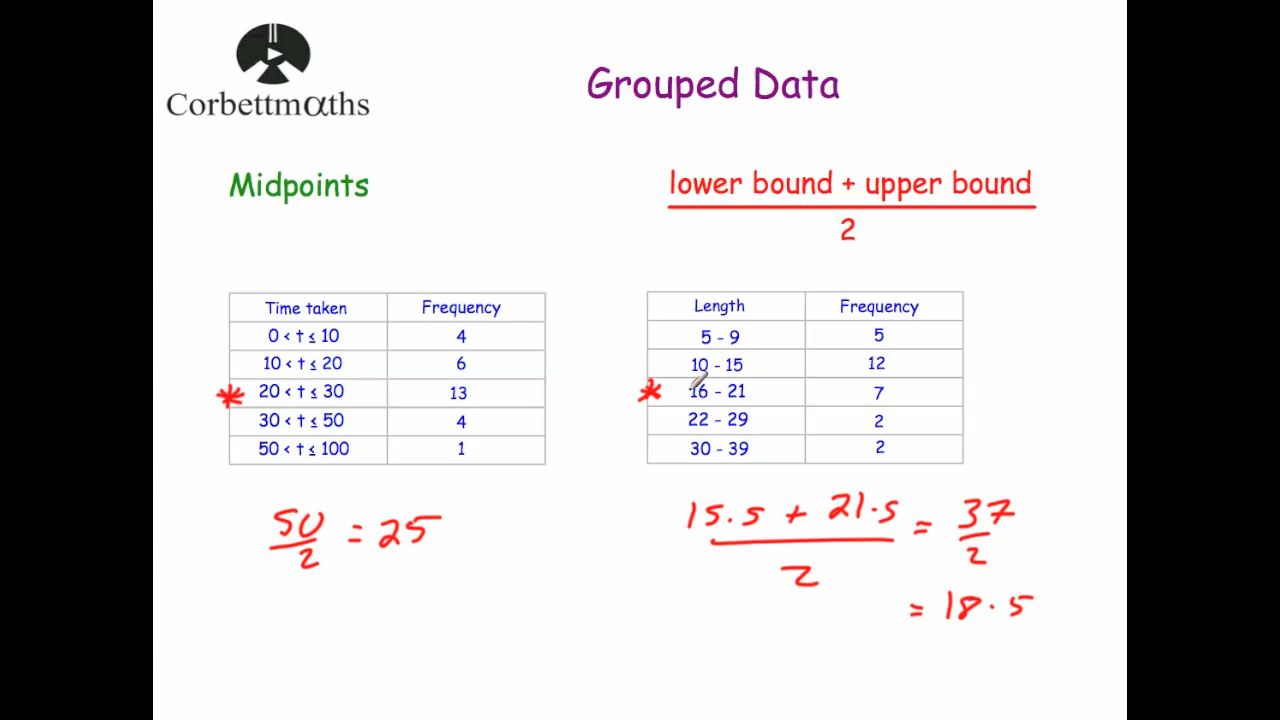 Corbettmαths
Grouped Data
Midpoints
lower bound + upper bound
2
Time taken Frequency
0 < t ≤ 10 4
10 < t ≤ 20 6
* 20 < t ≤ 30 13
30 < t ≤ 50 4
50 < t ≤ 100 1
Length Frequency
5 - 9 5
10 - 15 12
* 16 - 21 7
22 - 29 2
30 - 39 2
50
2
= 25
15.5 + 21.5
2
= 37
2
= 18.5